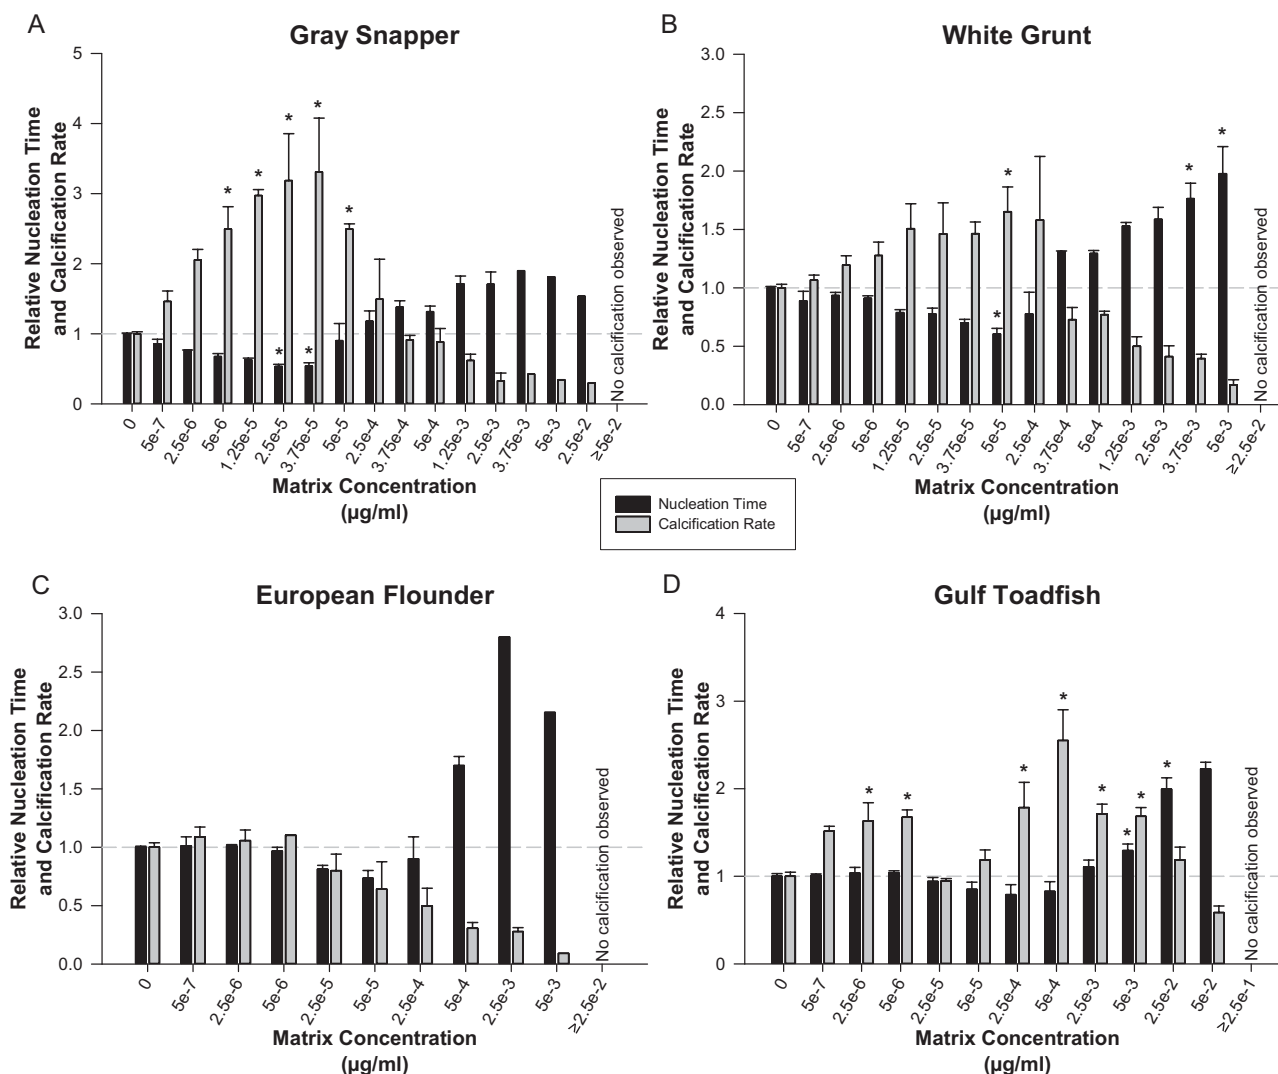 A
Gray Snapper
Relative Nucleation Time
and Calcification Rate
5
4
3
2
1
0
* * * * *
* *
No calcification observed
0 5e-7 2.5e-6 5e-6 1.25e-5 2.5e-5 3.75e-5 5e-5 2.5e-4 3.75e-4 5e-4 1.25e-3 2.5e-3 3.75e-3 5e-3 2.5e-2 ≥5e-2
Matrix Concentration
(µg/ml)
B
White Grunt
Relative Nucleation Time
and Calcification Rate
3.0
2.5
2.0
1.5
1.0
0.5
0.0
* * * *
No calcification observed
0 5e-7 2.5e-6 5e-6 1.25e-5 2.5e-5 3.75e-5 5e-5 2.5e-4 3.75e-4 5e-4 1.25e-3 2.5e-3 3.75e-3 5e-3 ≥2.5e-2
Matrix Concentration
(µg/ml)
Nucleation Time
Calcification Rate
C
European Flounder
Relative Nucleation Time
and Calcification Rate
3.0
2.5
2.0
1.5
1.0
0.5
0.0
No calcification observed
0 5e-7 2.5e-6 5e-6 2.5e-5 5e-5 2.5e-4 5e-4 2.5e-3 5e-3 ≥2.5e-2
Matrix Concentration
(µg/ml)
D
Gulf Toadfish
Relative Nucleation Time
and Calcification Rate
4
3
2
1
0
* * * * * * * *
No calcification observed
0 5e-7 2.5e-6 5e-6 2.5e-5 5e-5 2.5e-4 5e-4 2.5e-3 5e-3 2.5e-2 5e-2 ≥2.5e-1
Matrix Concentration
(µg/ml)